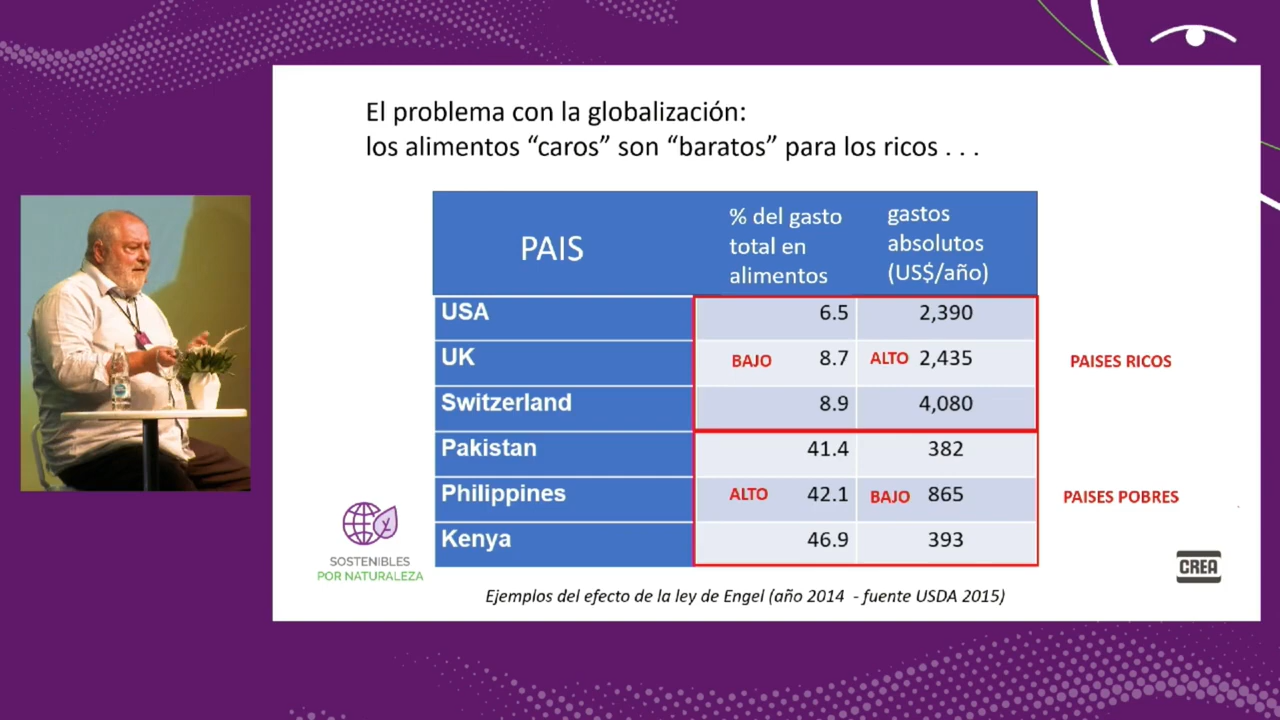 El problema con la globalización:
los alimentos “caros” son “baratos” para los ricos . . .
PAIS
% del gasto
total en
alimentos
gastos
absolutos
(US$/año)
USA 6.5 2,390
UK BAJO 8.7 ALTO 2,435 PAISES RICOS
Switzerland 8.9 4,080
Pakistan 41.4 382
Philippines ALTO 42.1 BAJO 865 PAISES POBRES
Kenya 46.9 393
SOSTENIBLES
POR NATURALEZA
CREA
Ejemplos del efecto de la ley de Engel (año 2014 - fuente USDA 2015)